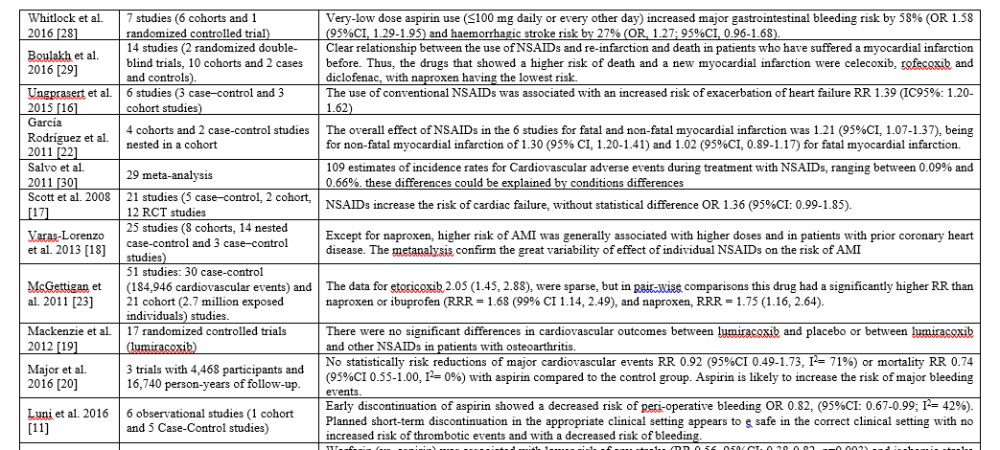 Whitlock et al. 2016 [28]
7 studies (6 cohorts and 1 randomized controlled trial)
Very-low dose aspirin use (≤100 mg daily or every other day) increased major gastrointestinal bleeding risk by 58% (OR 1.58
(95%CI, 1.29-1.95) and haemorrhagic stroke risk by 27% (OR, 1.27; 95%CI, 0.96-1.68).
Boulakh et al.
2016 [29]
14 studies (2 randomized double-
blind trials, 10 cohorts and 2 cases
and controls).
Clear relationship between the use of NSAIDs and re-infarction and death in patients who have suffered a myocardial infarction
before. Thus, the drugs that showed a higher risk of death and a new myocardial infarction were celecoxib, rofecoxib and
diclofenac, with naproxen having the lowest risk.
Ungprasert et al.
2015 [16]
6 studies (3 case–control and 3
cohort studies)
The use of conventional NSAIDs was associated with an increased risk of exacerbation of heart failure RR 1.39 (IC95%: 1.20-
1.62)
García
Rodríguez et al.
2011 [22]
4 cohorts and 2 case-control studies
nested in a cohort
The overall effect of NSAIDs in the 6 studies for fatal and non-fatal myocardial infarction was 1.21 (95%CI, 1.07-1.37), being
for non-fatal myocardial infarction of 1.30 (95% CI, 1.20-1.41) and 1.02 (95%CI, 0.89-1.17) for fatal myocardial infarction.
Salvo et al.
2011 [30]
29 meta-analysis
109 estimates of incidence rates for Cardiovascular adverse events during treatment with NSAIDs, ranging between 0.09% and
0.66%. these differences could be explained by conditions differences
Scott et al. 2008
[17]
21 studies (5 case–control, 2 cohort,
12 RCT studies
NSAIDs increase the risk of cardiac failure, without statistical difference OR 1.36 (95%CI: 0.99-1.85).
Varas-Lorenzo
et al. 2013 [18]
25 studies (8 cohorts, 14 nested
case-control and 3 case–control
studies)
Except for naproxen, higher risk of AMI was generally associated with higher doses and in patients with prior coronary heart
disease. The metanalysis confirm the great variability of effect of individual NSAIDs on the risk of AMI
McGettigan et
al. 2011 [23]
51 studies: 30 case-control
(184,946 cardiovascular events) and
21 cohort (2.7 million exposed
individuals) studies.
The data for etoricoxib 2.05 (1.45, 2.88), were sparse, but in pair-wise comparisons this drug had a significantly higher RR than
naproxen or ibuprofen (RRR = 1.68 (99% CI 1.14, 2.49), and naproxen, RRR = 1.75 (1.16, 2.64).
Mackenzie et al.
2012 [19]
17 randomized controlled trials
(lumiracoxib)
There were no significant differences in cardiovascular outcomes between lumiracoxib and placebo or between lumiracoxib
and other NSAIDs in patients with osteoarthritis.
Major et al.
2016 [20]
3 trials with 4,468 participants and
16,740 person-years of follow-up.
No statistically risk reductions of major cardiovascular events RR 0.92 (95%CI 0.49-1.73, I²= 71%) or mortality RR 0.74
(95%CI 0.55-1.00, I²= 0%) with aspirin compared to the control group. Aspirin is likely to increase the risk of major bleeding
events.
Luni et al. 2016
[11]
6 observational studies (1 cohort
and 5 Case-Control studies)
Early discontinuation of aspirin showed a decreased risk of peri-operative bleeding OR 0.82, (95%CI: 0.67-0.99; I²= 42%).
Planned short-term discontinuation in the appropriate clinical setting appears to e safe in the correct clinical setting with no
increased risk of thrombotic events and with a decreased risk of bleeding.